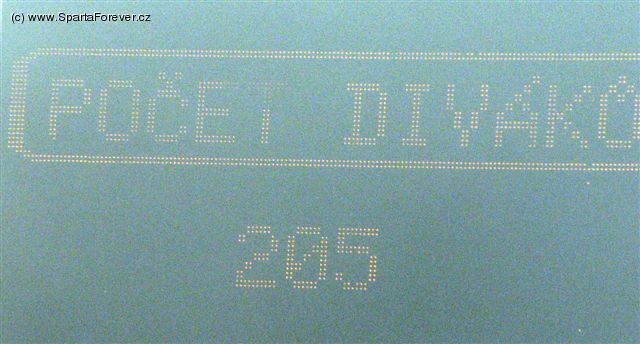 (c) www.SpartaForever.cz
POČET DIVÁKŮ
205